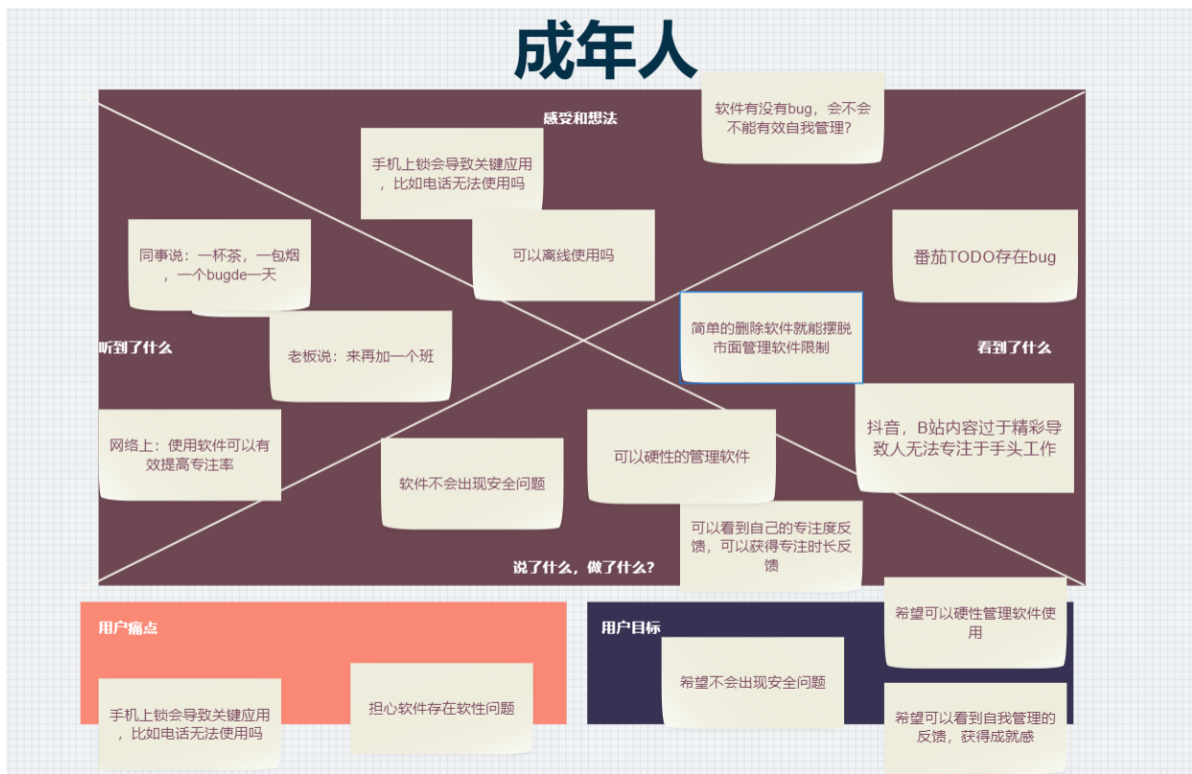 成年人
感受和想法
软件有没有bug，会不会
不能有效自我管理？
手机上锁会导致关键应用
，比如电话无法使用吗
可以离线使用吗
同事说：一杯茶，一包烟
，一个bugde一天
老板说：来再加一个班
听到了什么
网络上：使用软件可以有
效提高专注率
番茄TODO存在bug
简单的删除软件就能摆脱
市面管理软件限制
看到了什么
抖音，B站内容过于精彩导
致人无法专注于手头工作
软件不会出现安全问题
可以硬性的管理软件
可以看到自己的专注度反
馈，可以获得专注时长反
馈
说了什么，做了什么？
用户痛点
手机上锁会导致关键应用
，比如电话无法使用吗
担心软件存在软性问题
用户目标
希望不会出现安全问题
希望可以硬性管理软件使
用
希望可以看到自我管理的
反馈，获得成就感